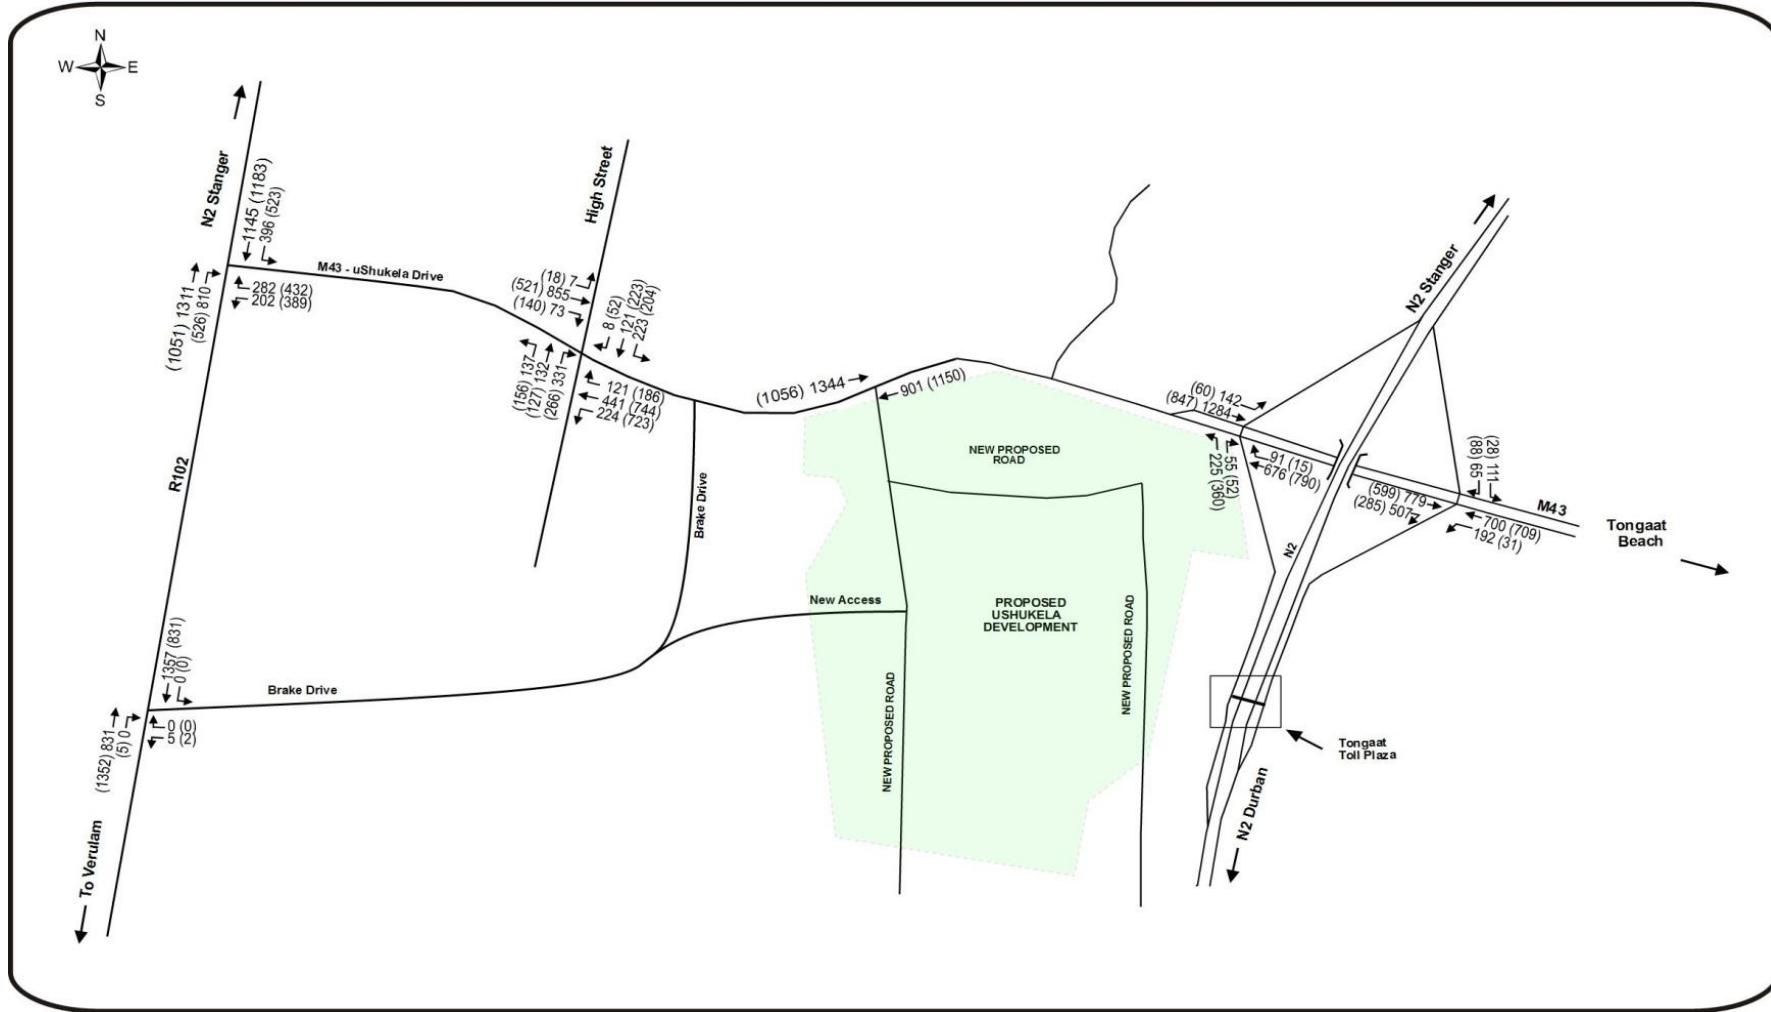 N
W E
S
N2 Stanger
1145 (1183)
396 (523)
(1051) 1311
(526) 810
282 (432)
202 (389)
M43 - uShukela Drive
High Street
(18) 7
(521) 855
(140) 73
8 (52)
121 (223)
223 (204)
(156) 137
(127) 132
(266) 331
121 (186)
441 (744)
224 (723)
(1056) 1344
901 (1150)
(60) 142
(847) 1284
55 (52)
225 (360)
91 (15)
676 (790)
N2 Stanger
(28) 111
(88) 65
(599) 779
(285) 507
700 (709)
192 (31)
M43
Tongaat
Beach
R102
Brake Drive
NEW PROPOSED
ROAD
N2
New Access
PROPOSED
USHUKELA
DEVELOPMENT
NEW PROPOSED ROAD
NEW PROPOSED ROAD
1357 (831)
0 (0)
Brake Drive
(1352) 831
(5) 0
0 (0)
5 (2)
Tongaat
Toll Plaza
To Verulam
N2 Durban